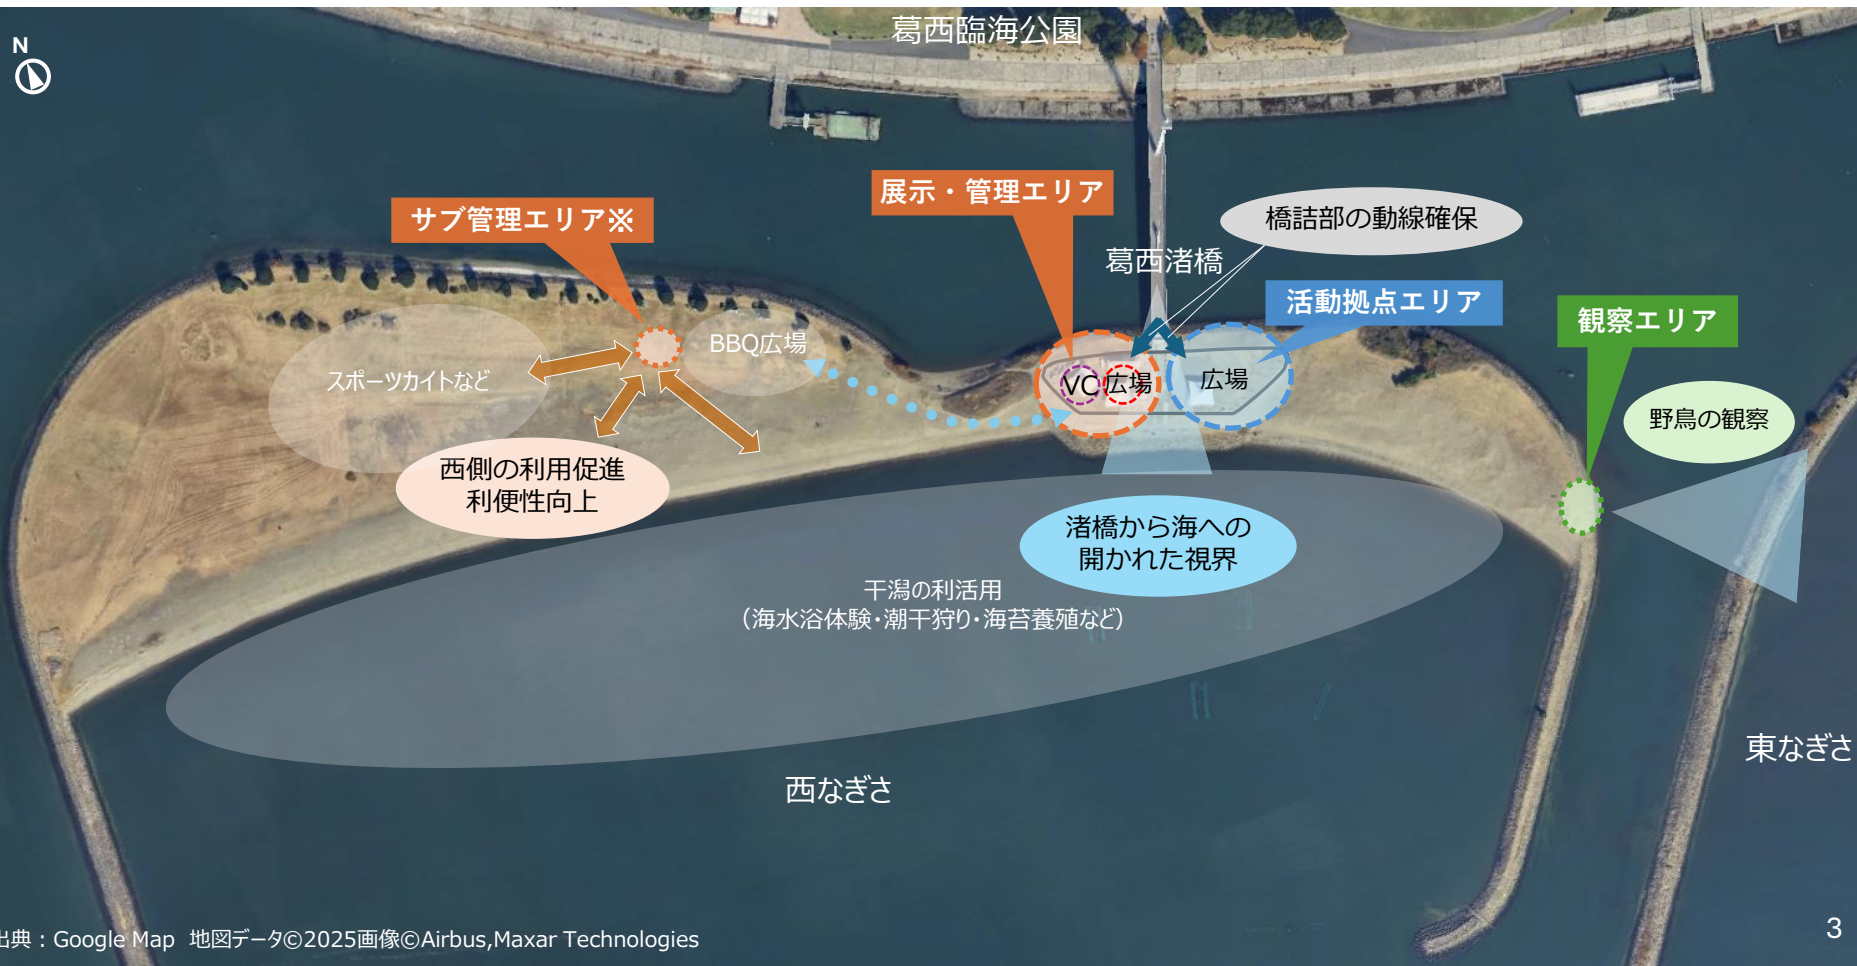 葛西臨海公園
N
展示・管理エリア
サブ管理エリア※
橋詰部の動線確保
葛西渚橋
活動拠点エリア
観察エリア
BBQ広場
スポーツカイトなど
VC
広場
広場
野鳥の観察
西側の利用促進
利便性向上
渚橋から海への
開かれた視界
干潟の利活用
（海水浴体験・潮干狩り・海苔養殖など）
東なぎさ
西なぎさ
出典：Google Map 地図データ©2025画像©Airbus,Maxar Technologies
3